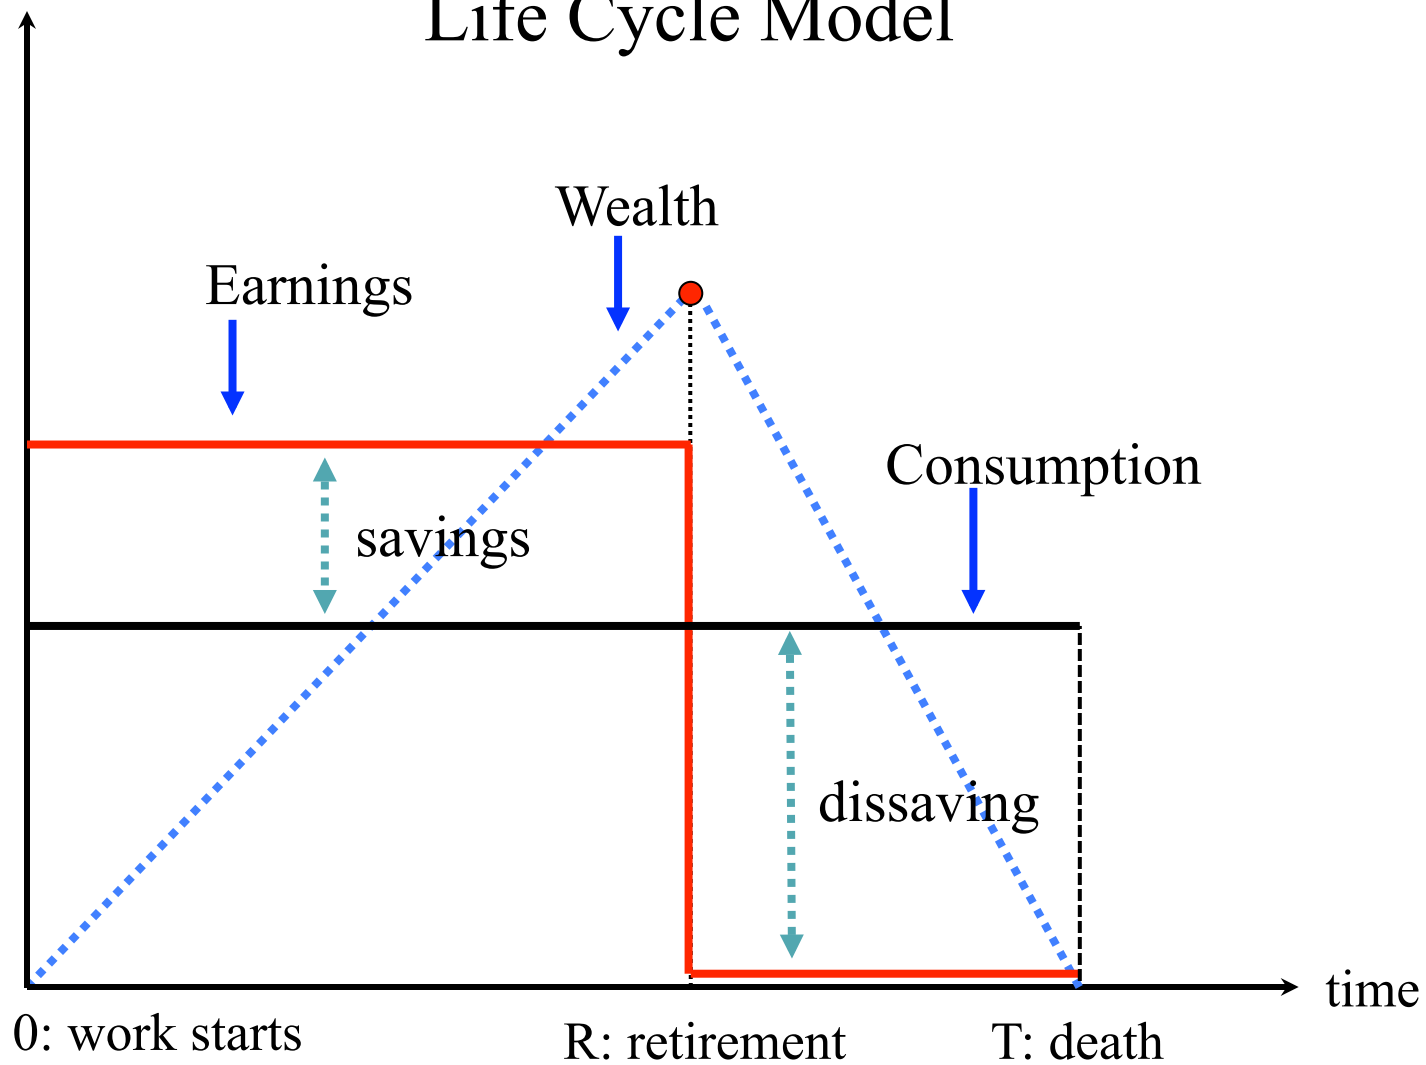 Life Cycle Model
Wealth
Earnings
Consumption
savings
dissaving
time
0: work starts
R: retirement
T: death